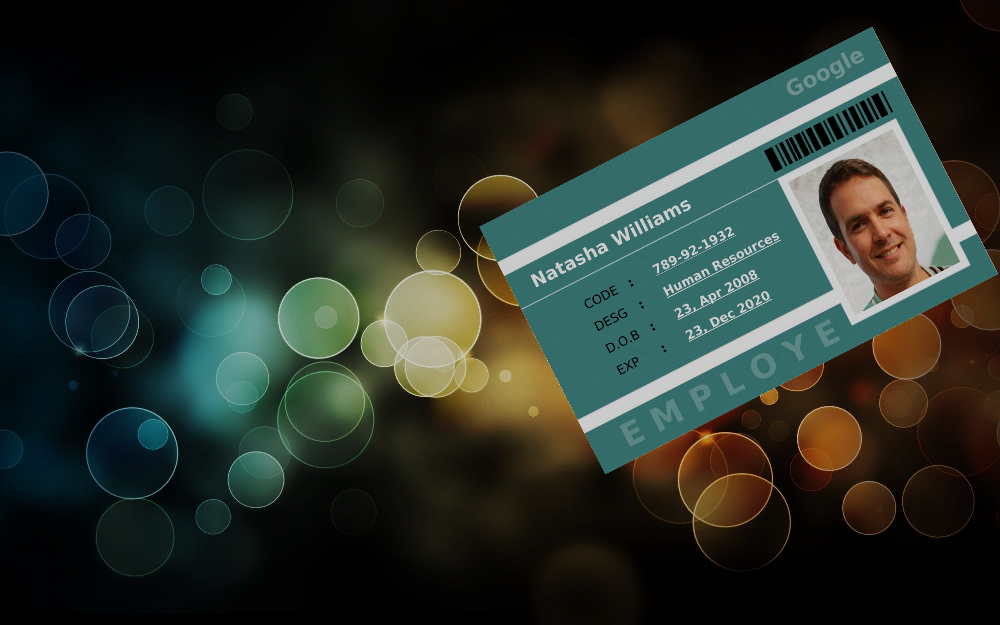 Google
Natasha Williams
CODE : 789-92-1932
DESG : Human Resources
D.O.B : 23, Apr 2008
EXP : 23, Dec 2020
EMPLOYE